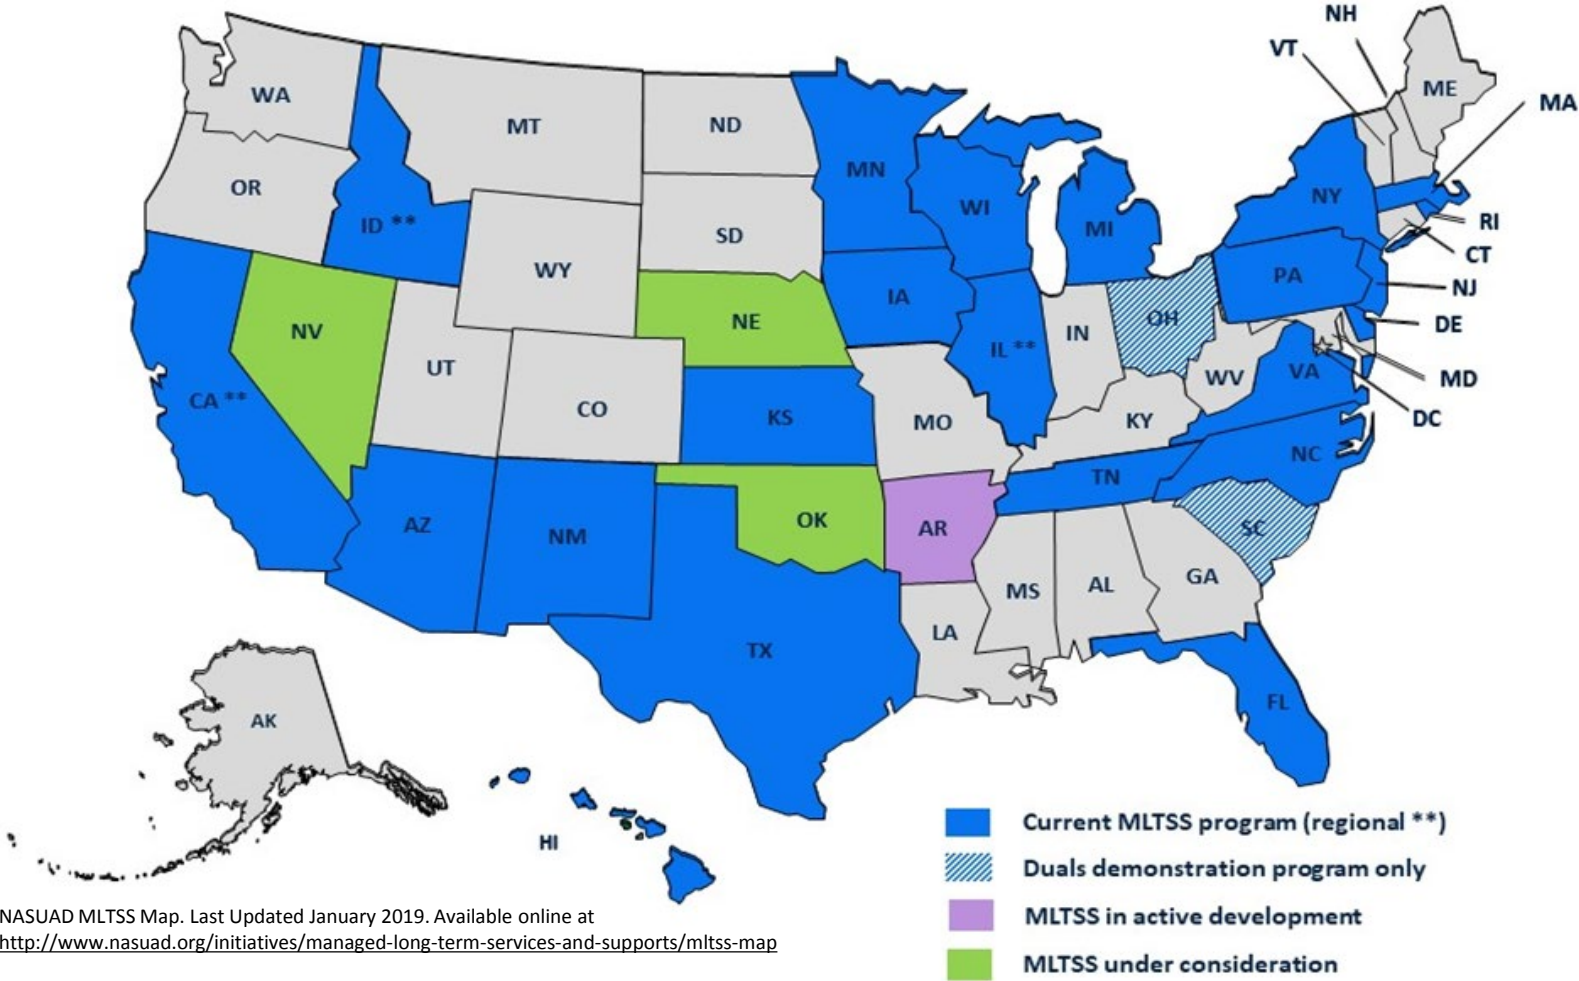 NH
VT
ME
MA
WA
MT
ND
MN
OR
ID **
SD
WI
MI
NY
RI
CT
WY
IA
PA
NJ
NV
NE
IL **
IN
OH
DE
UT
CO
CA **
KS
MO
KY
WV
VA
MD
DC
NC
TN
AZ
NM
OK
AR
SC
MS
AL
GA
LA
TX
FL
AK
HI
Current MLTSS program (regional **)
Duals demonstration program only
MLTSS in active development
MLTSS under consideration
NASUAD MLTSS Map. Last Updated January 2019. Available online at
http://www.nasuad.org/initiatives/managed-long-term-services-and-supports/mltss-map